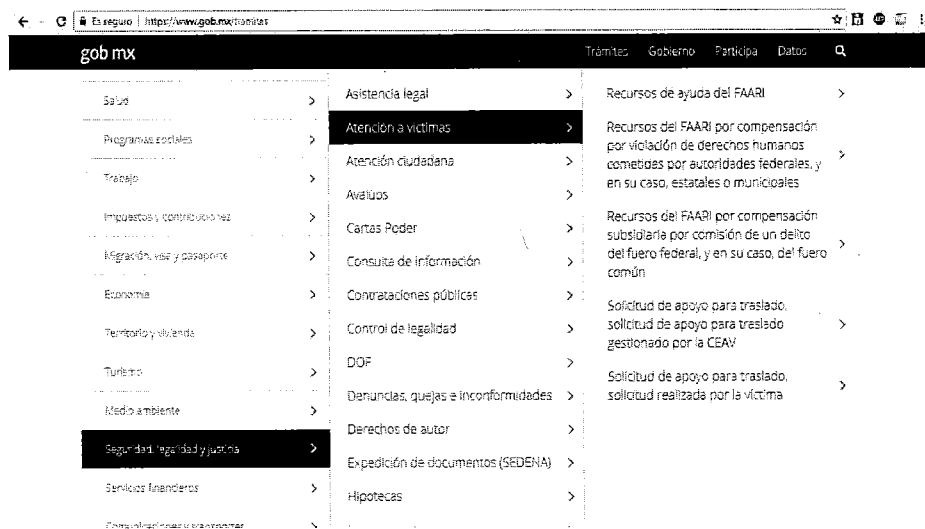 Es seguro | https://www.gob.mx/tramites
gob mx
Trámites Gobierno Participa Datos
Salud
Programas sociales
Trabajo
Impuestos y contribuciones
Migración, visa y pasaporte
Economía
Territorio y vivienda
Turismo
Medio ambiente
Seguridad, legalidad y justicia
Servicios financieros
Comunicaciones y transportes
Asistencia legal
Atención a víctimas
Atención ciudadana
Avalúos
Cartas Poder
Consulta de información
Contrataciones públicas
Control de legalidad
DOF
Denuncias, quejas e inconformidades
Derechos de autor
Expedición de documentos (SEDENA)
Hipotecas
Recursos de ayuda del FAARI
Recursos del FAARI por compensación
por violación de derechos humanos
cometidas por autoridades federales, y
en su caso, estatales o municipales
Recursos del FAARI por compensación
subsidiaria por comisión de un delito
del fuero federal, y en su caso, del fuero
común
Solicitud de apoyo para traslado,
solicitud de apoyo para traslado
gestionado por la CEAV
Solicitud de apoyo para traslado,
solicitud realizada por la víctima